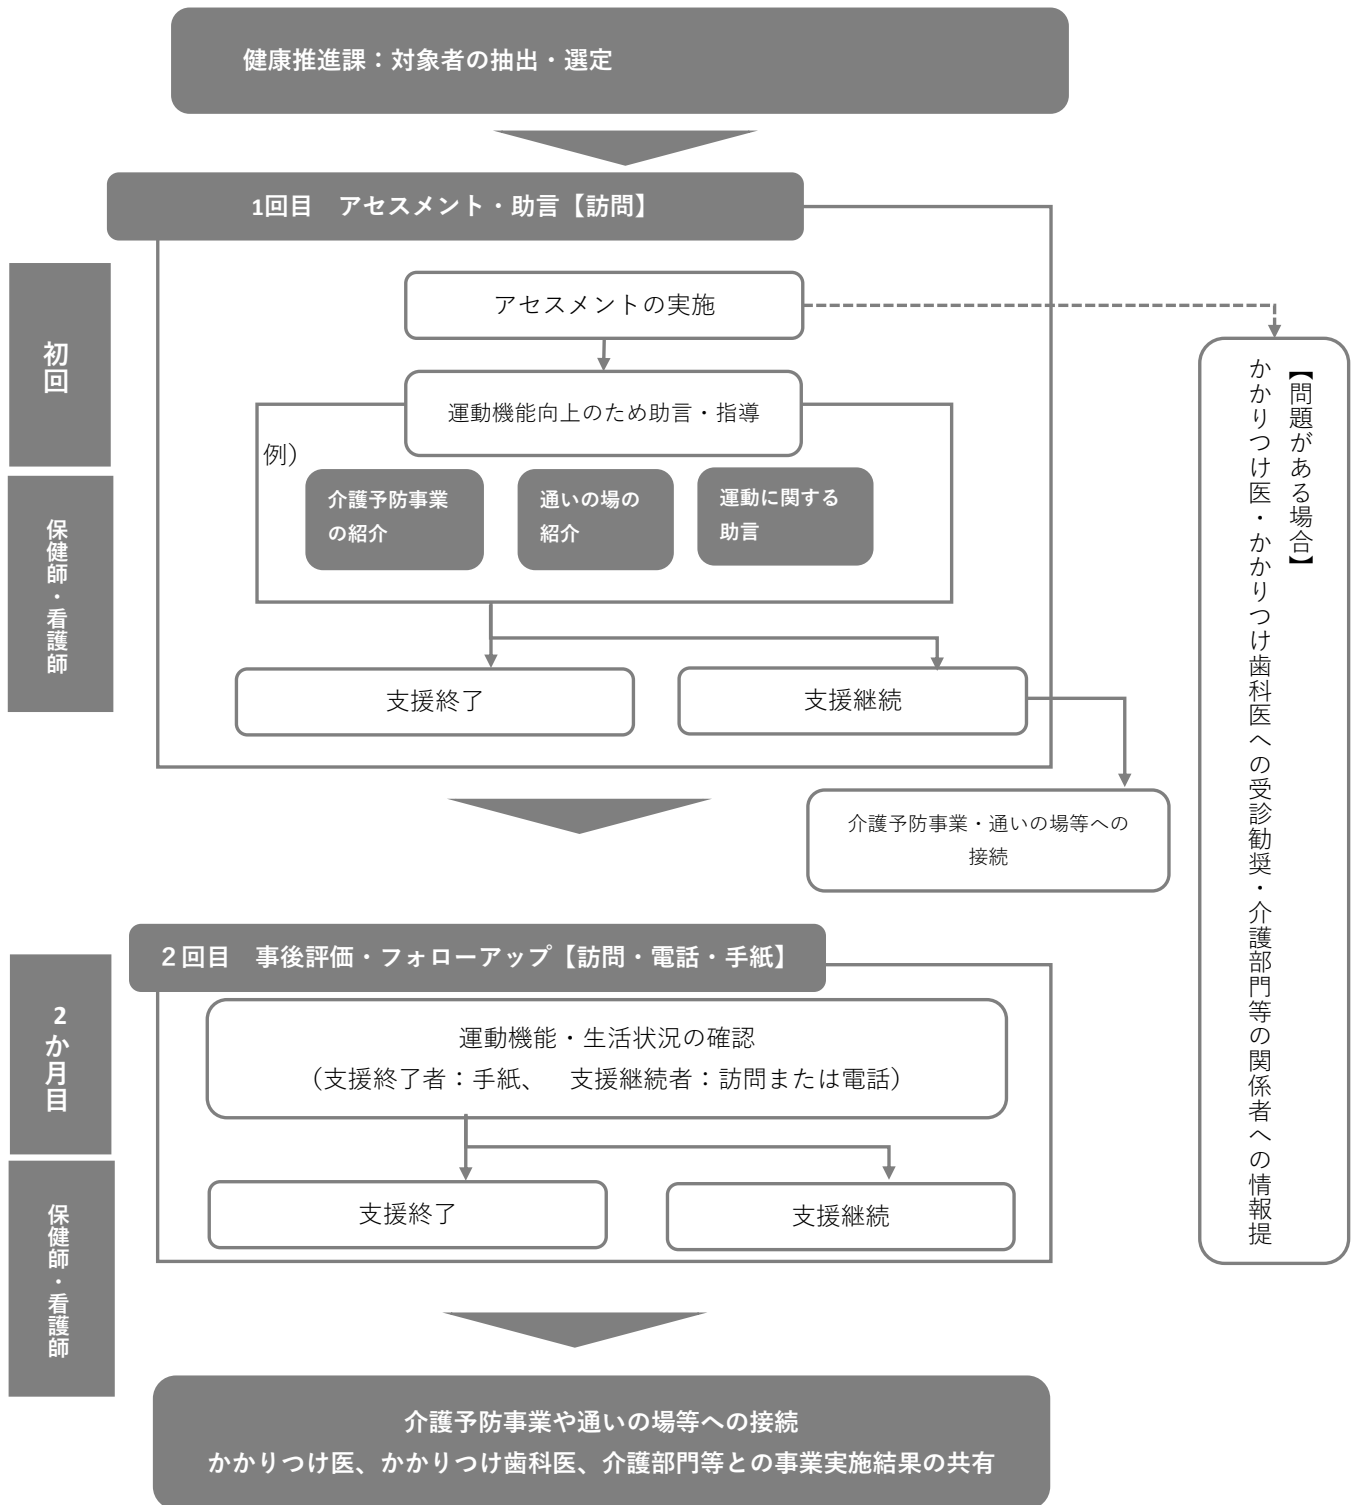 健康推進課：対象者の抽出・選定
1回目　アセスメント・助言【訪問】
初回
保健師・看護師
アセスメントの実施
運動機能向上のため助言・指導
例）
介護予防事業
の紹介
通いの場の
紹介
運動に関する
助言
支援終了
支援継続
介護予防事業・通いの場等への
接続
【問題がある場合】
かかりつけ医・かかりつけ歯科医への受診勧奨・介護部門等の関係者への情報提
２回目　事後評価・フォローアップ【訪問・電話・手紙】
2か月目
保健師・看護師
運動機能・生活状況の確認
（支援終了者：手紙、　支援継続者：訪問または電話）
支援終了
支援継続
介護予防事業や通いの場等への接続
かかりつけ医、かかりつけ歯科医、介護部門等との事業実施結果の共有